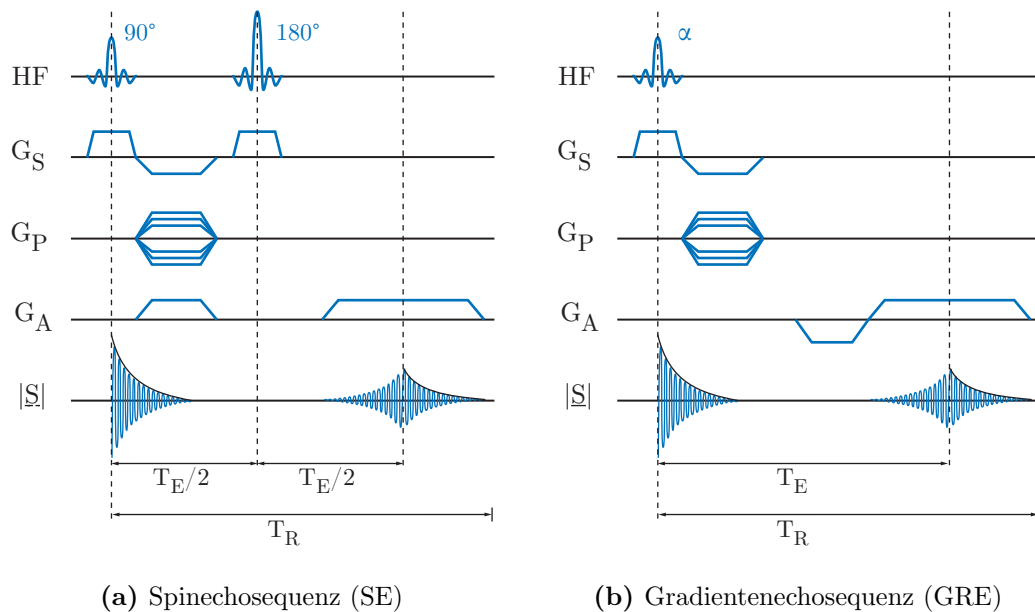 90°
180°
HF
G_S
G_P
G_A
|S|
T_E/2
T_E/2
T_R
(a) Spinechosequenz (SE)
α
HF
G_S
G_P
G_A
|S|
T_E
T_R
(b) Gradientenechosequenz (GRE)